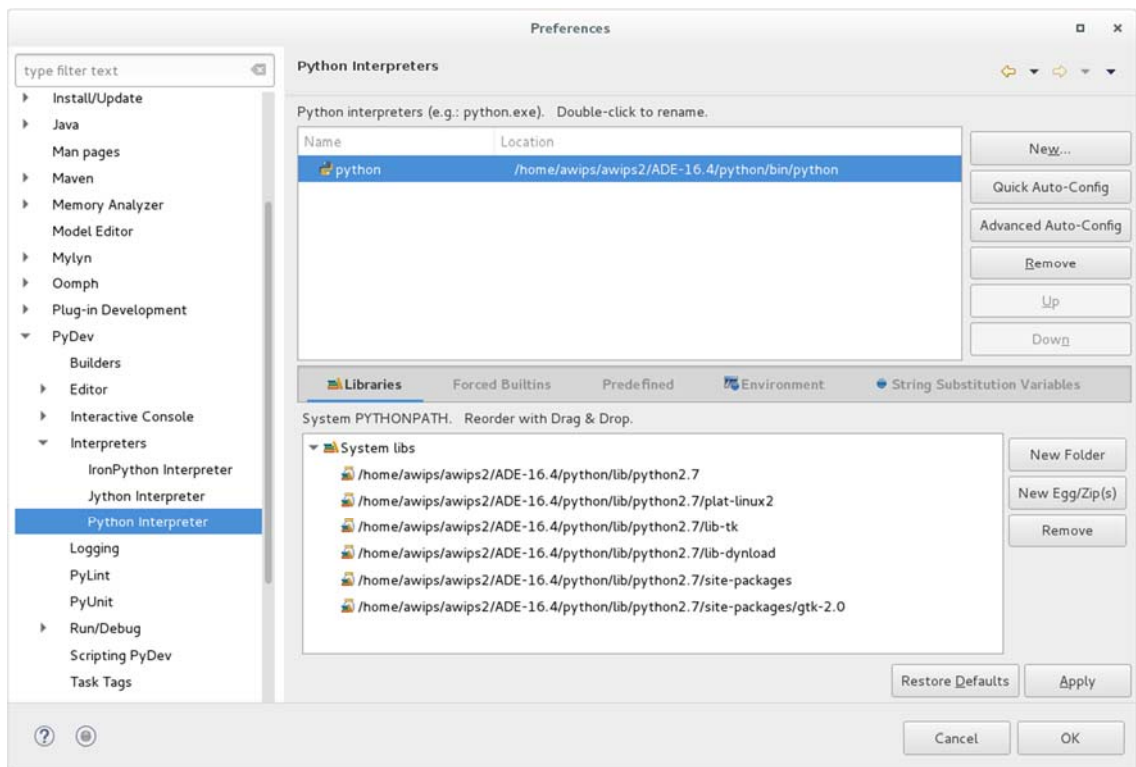 Preferences
type filter text
Install/Update
Java
Man pages
Maven
Memory Analyzer
Model Editor
Mylyn
Oomph
Plug-in Development
PyDev
Builders
Editor
Interactive Console
Interpreters
IronPython Interpreter
Jython Interpreter
Python Interpreter
Logging
PyLint
PyUnit
Run/Debug
Scripting PyDev
Task Tags
Python Interpreters
Python interpreters (e.g.: python.exe).   Double-click to rename.
Name Location
python /home/awips/awips2/ADE-16.4/python/bin/python
New...
Quick Auto-Config
Advanced Auto-Config
Remove
Up
Down
Libraries Forced Builtins Predefined Environment String Substitution Variables
System PYTHONPATH.   Reorder with Drag & Drop.
System libs
/home/awips/awips2/ADE-16.4/python/lib/python2.7
/home/awips/awips2/ADE-16.4/python/lib/python2.7/plat-linux2
/home/awips/awips2/ADE-16.4/python/lib/python2.7/lib-tk
/home/awips/awips2/ADE-16.4/python/lib/python2.7/lib-dynload
/home/awips/awips2/ADE-16.4/python/lib/python2.7/site-packages
/home/awips/awips2/ADE-16.4/python/lib/python2.7/site-packages/gtk-2.0
New Folder
New Egg/Zip(s)
Remove
Restore Defaults Apply
Cancel OK